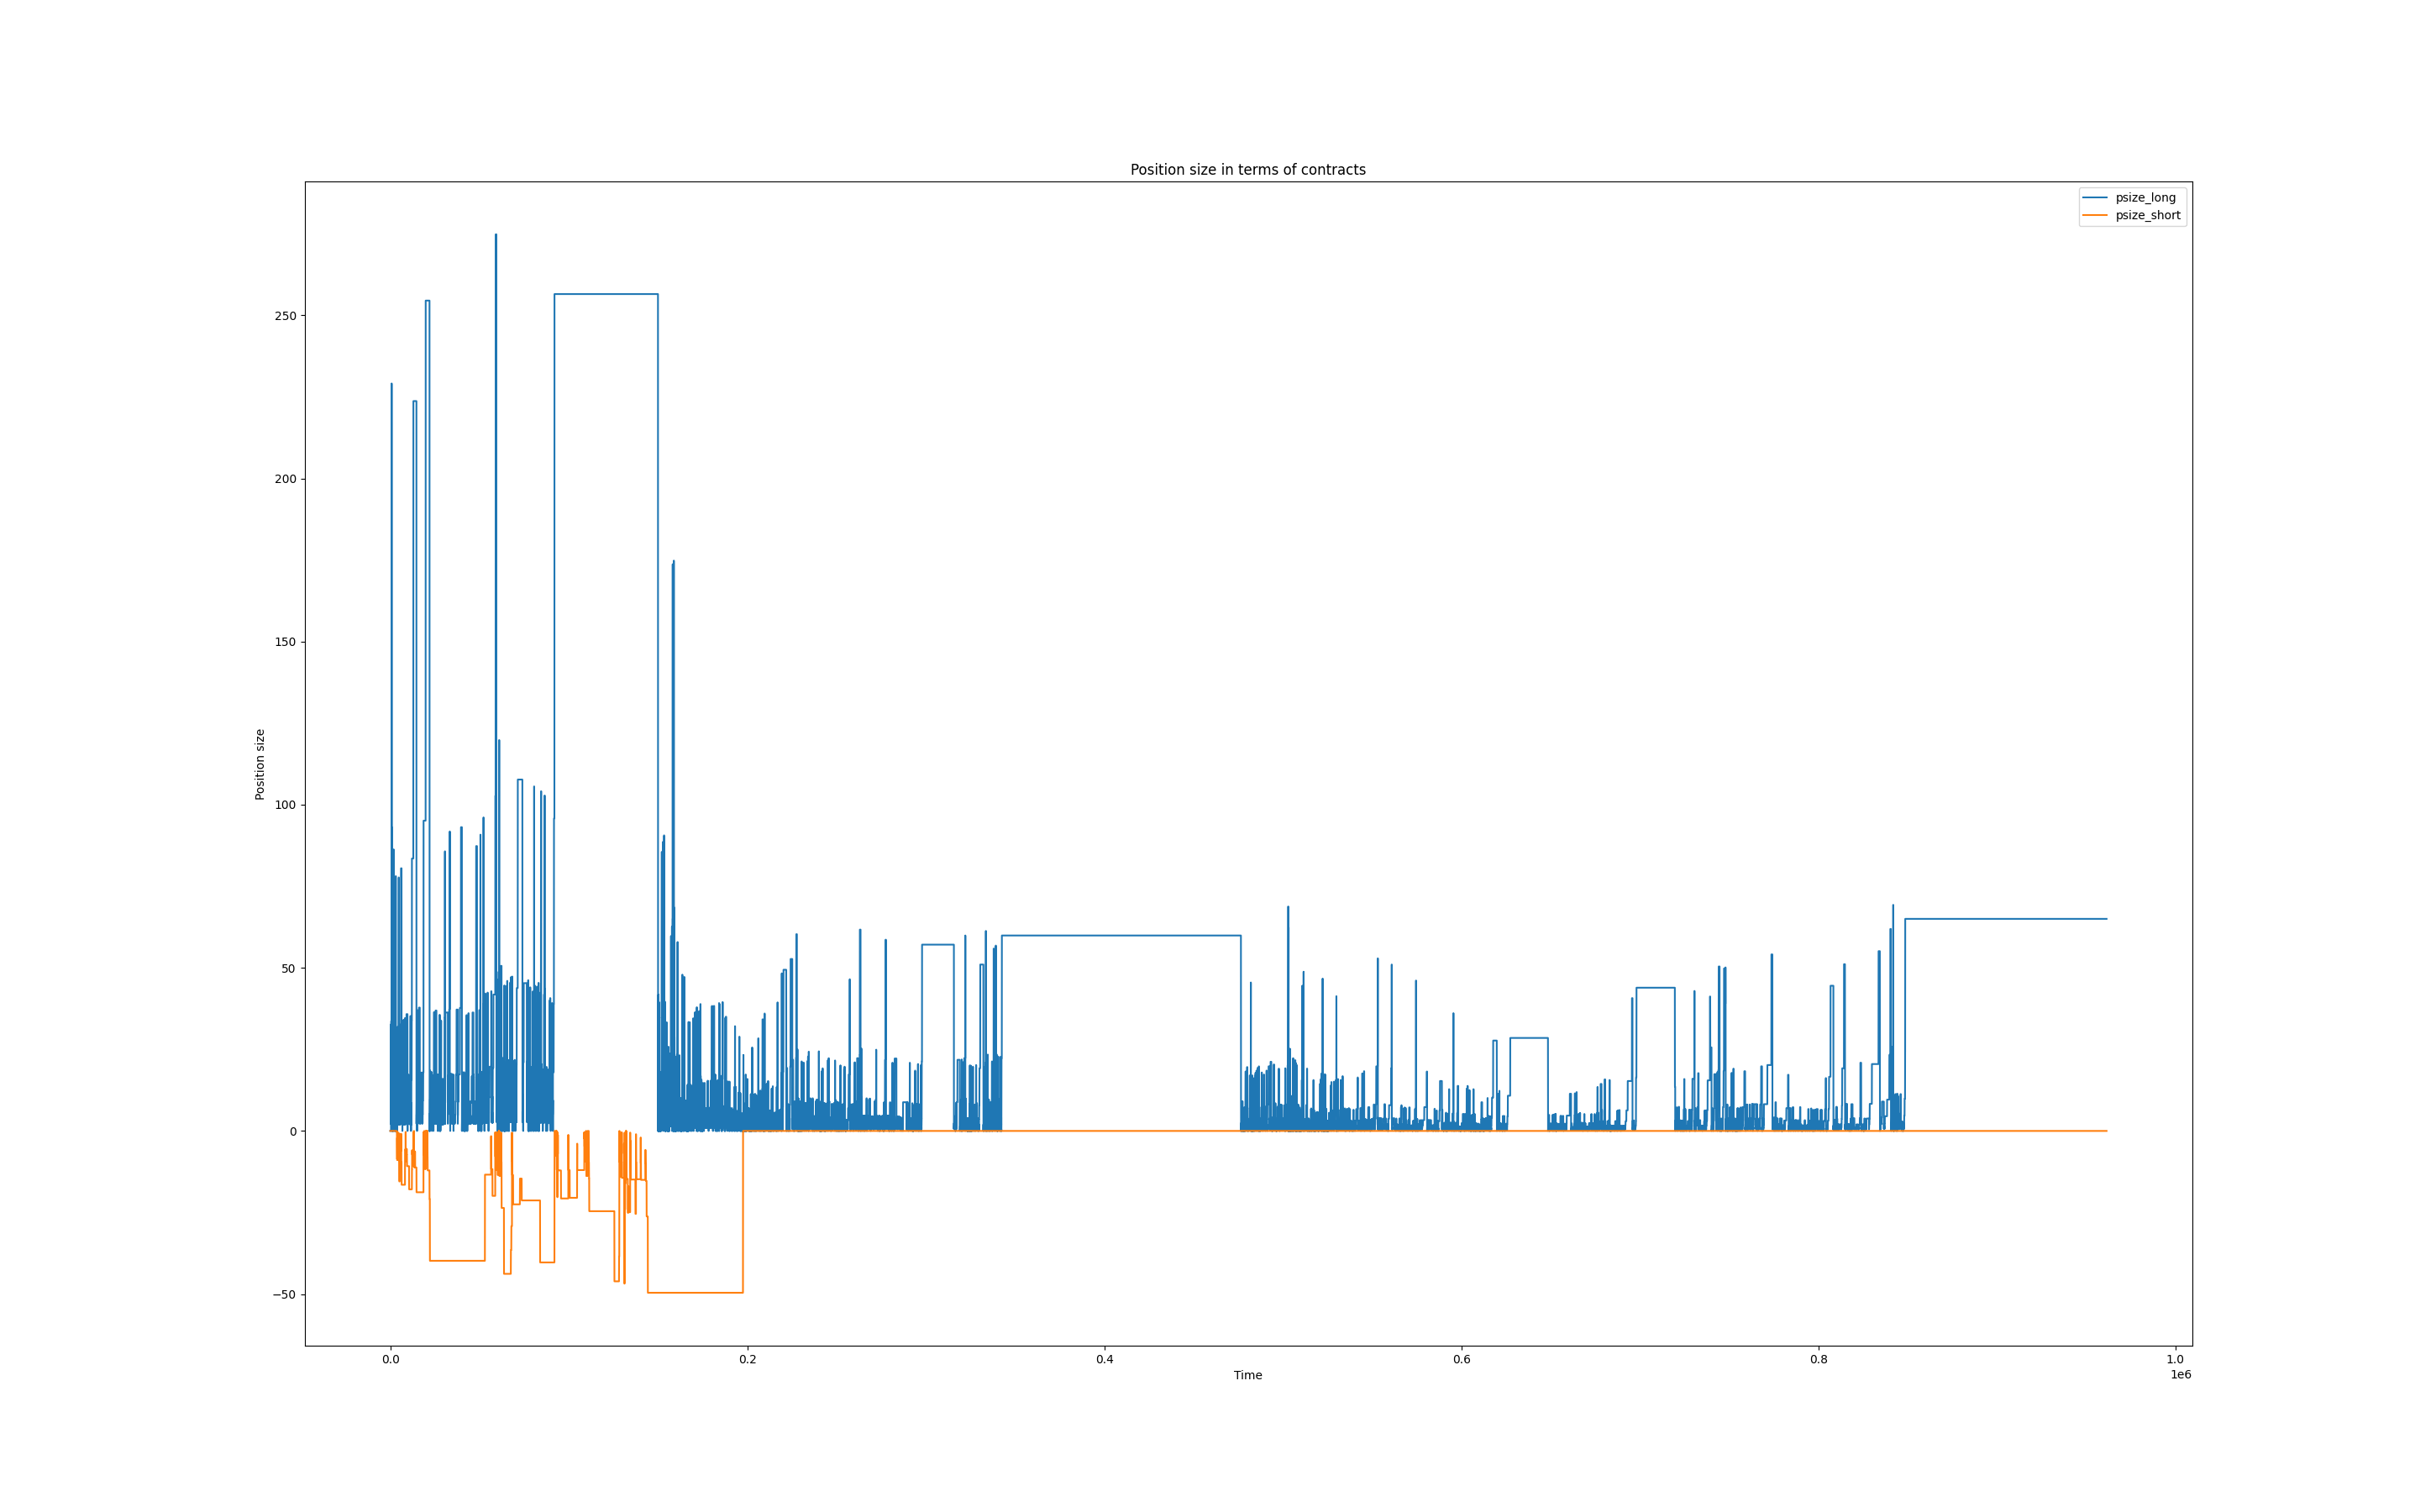 Position size in terms of contracts
psize_long
psize_short
Position size
250
200
150
100
50
0
−50
0.0
0.2
0.4
0.6
0.8
1.0
1e6
Time